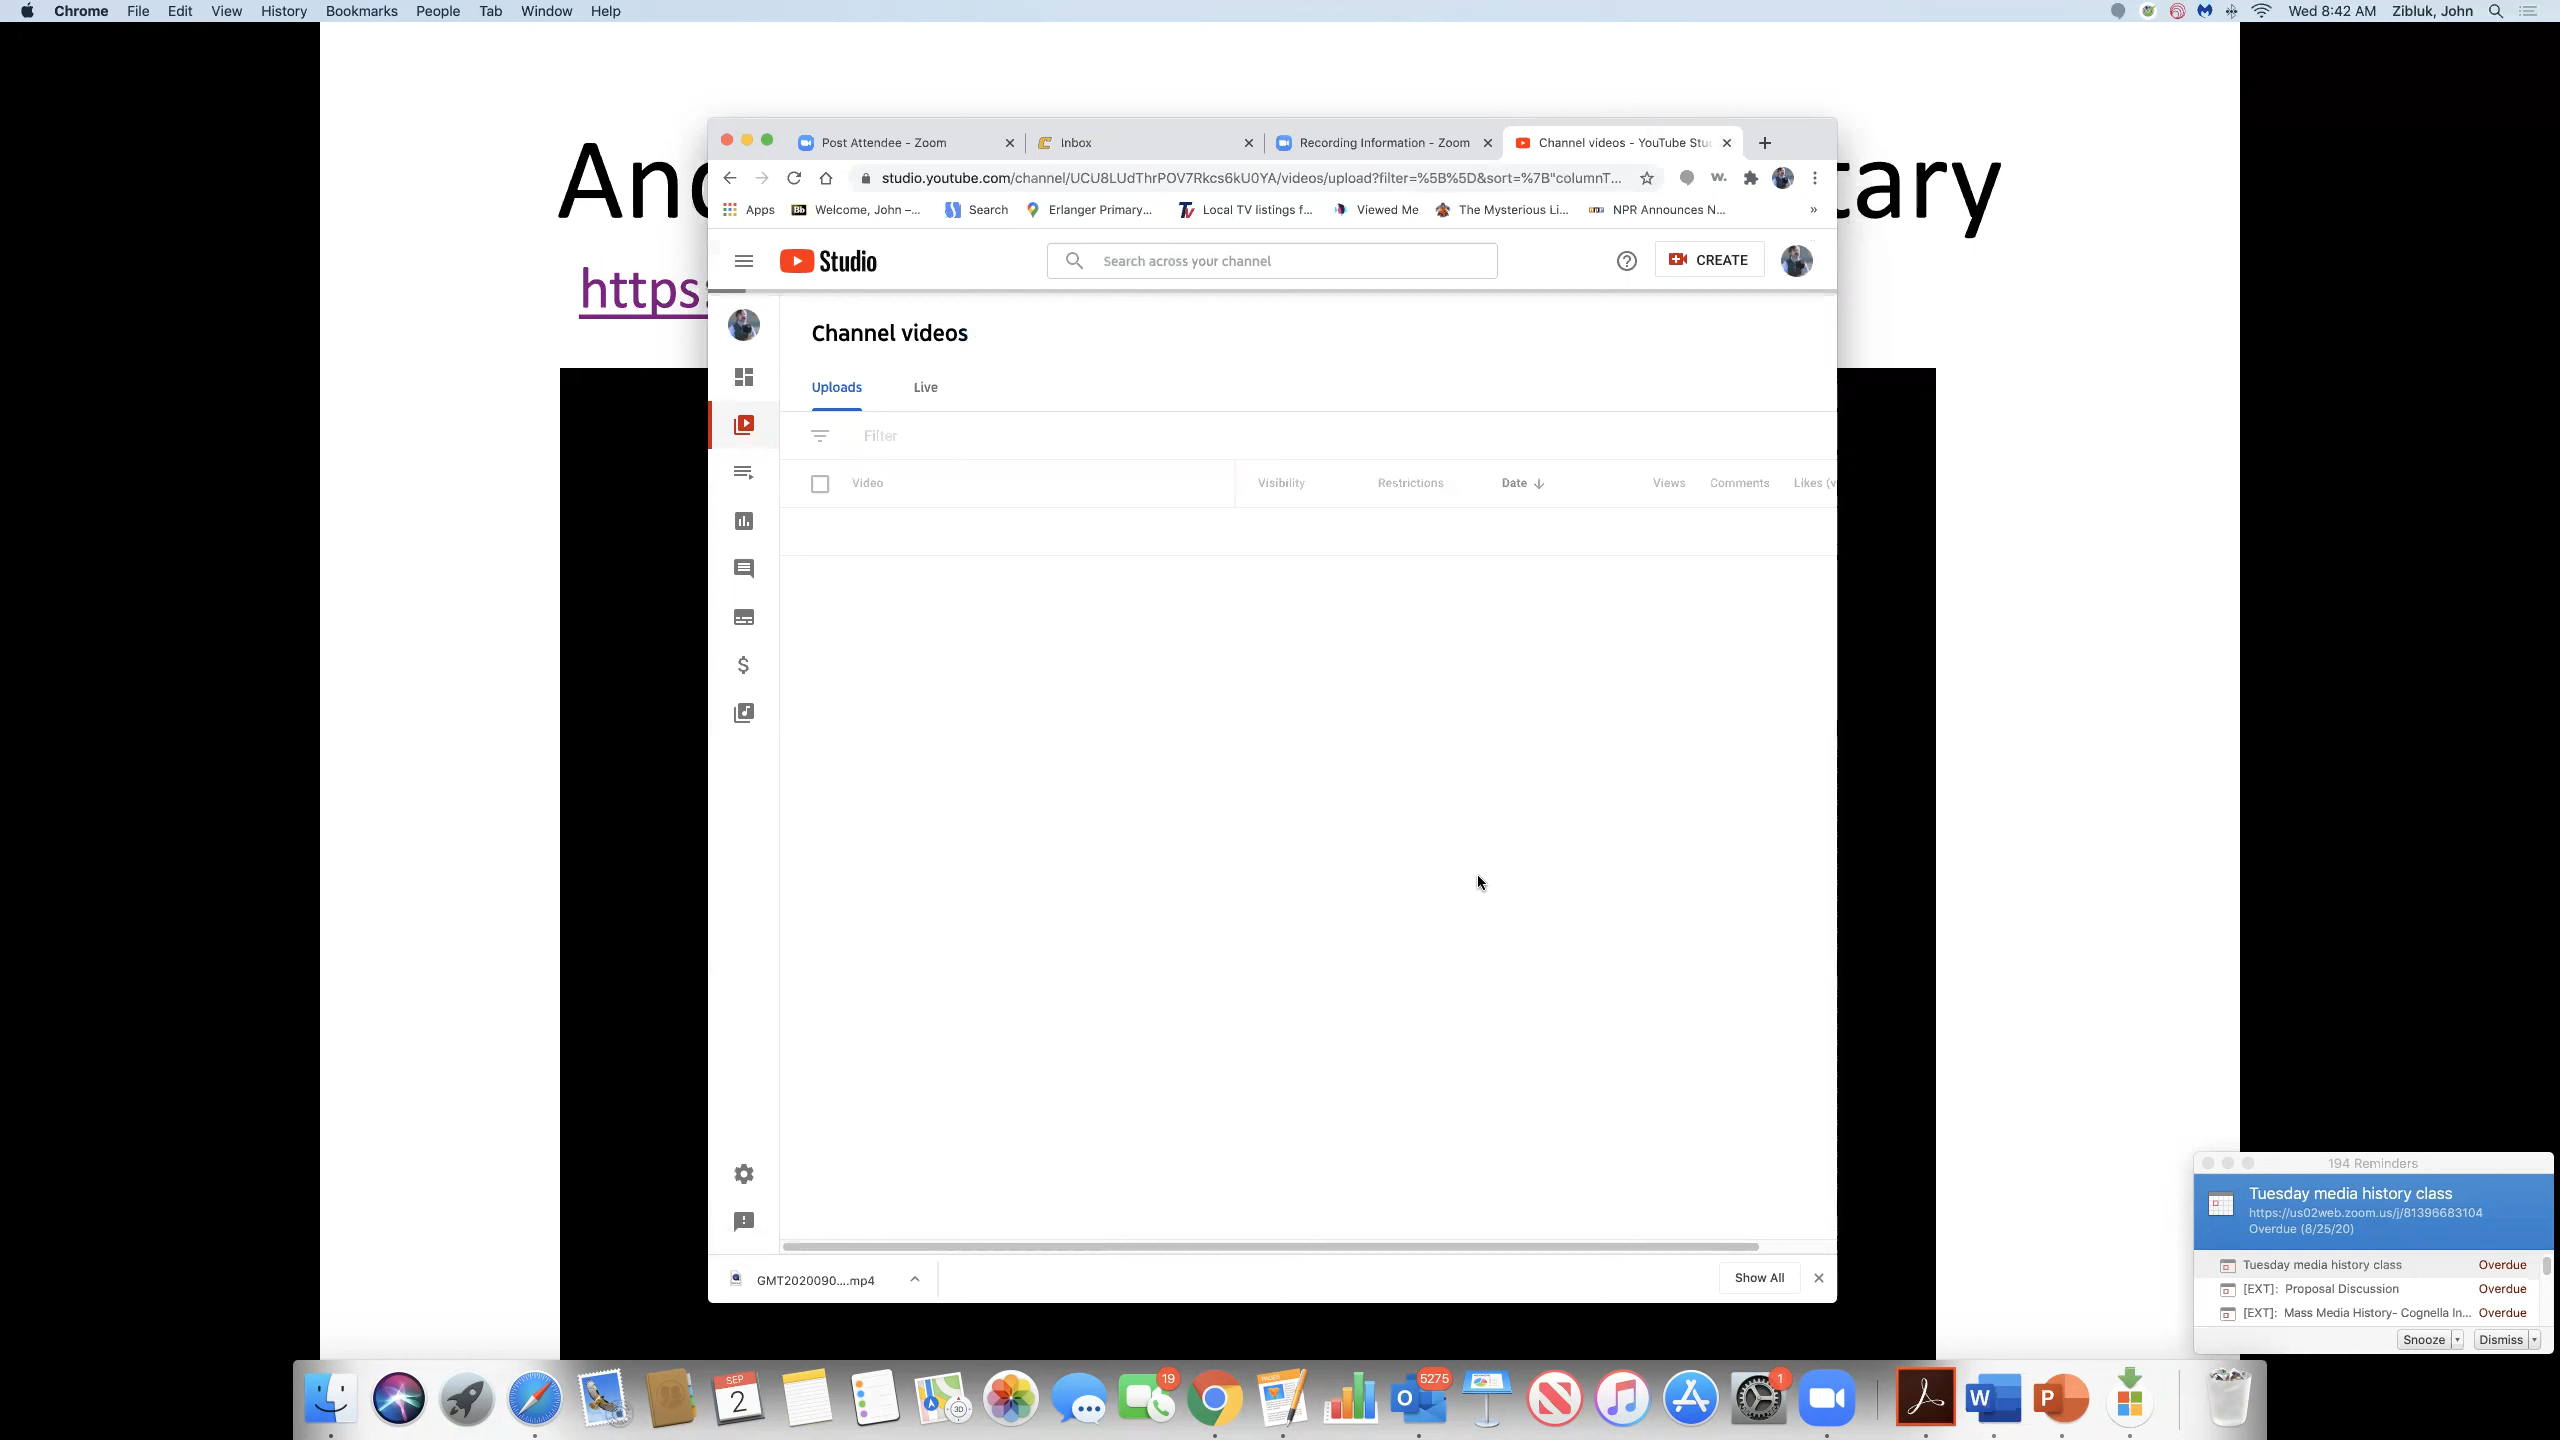 Chrome File Edit View History Bookmarks People Tab Window Help
Wed 8:42 AM Zibluk, John
tary
https:
Post Attendee - Zoom
Inbox
Recording Information - Zoom
Channel videos - YouTube Stu
studio.youtube.com/channel/UCU8LUdThrPOV7Rkcs6kU0YA/videos/upload?filter=%5B%5D&sort=%7B"columnT...
w.
Apps
Bb Welcome, John –...
Search
Erlanger Primary...
Local TV listings f...
Viewed Me
The Mysterious Li...
NPR Announces N...
»
Studio
Search across your channel
CREATE
Channel videos
Uploads Live
Filter
Video Visibility Restrictions Date Views Comments Likes (v
GMT2020090....mp4
Show All
194 Reminders
Tuesday media history class
https://us02web.zoom.us/j/81396683104
Overdue (8/25/20)
Tuesday media history class Overdue
[EXT]: Proposal Discussion Overdue
[EXT]: Mass Media History- Cognella In... Overdue
Snooze Dismiss
SEP
2
3D
19
PAGES
O
5275
1
W
P